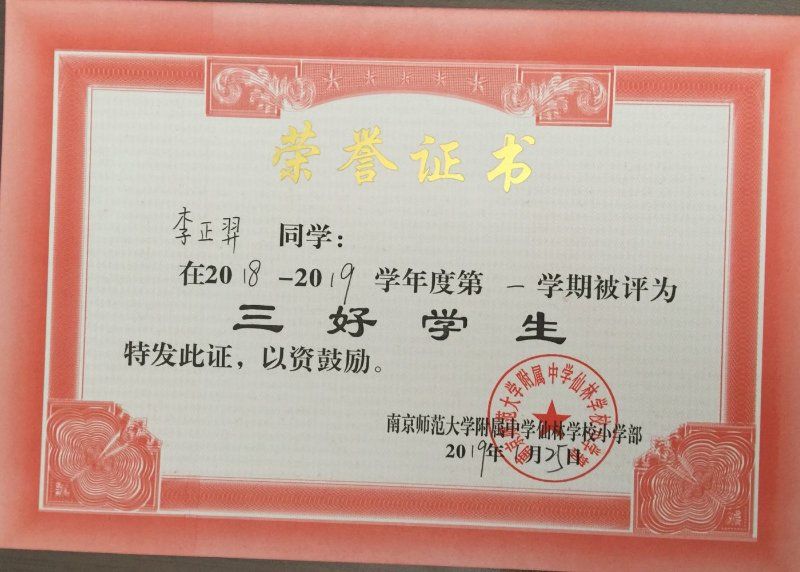 荣誉证书
李正羿 同学：
在2018-2019学年度第一学期被评为
三好学生
特发此证，以资鼓励。
南京师范大学附属中学仙林学校小学部
2019年 月25日